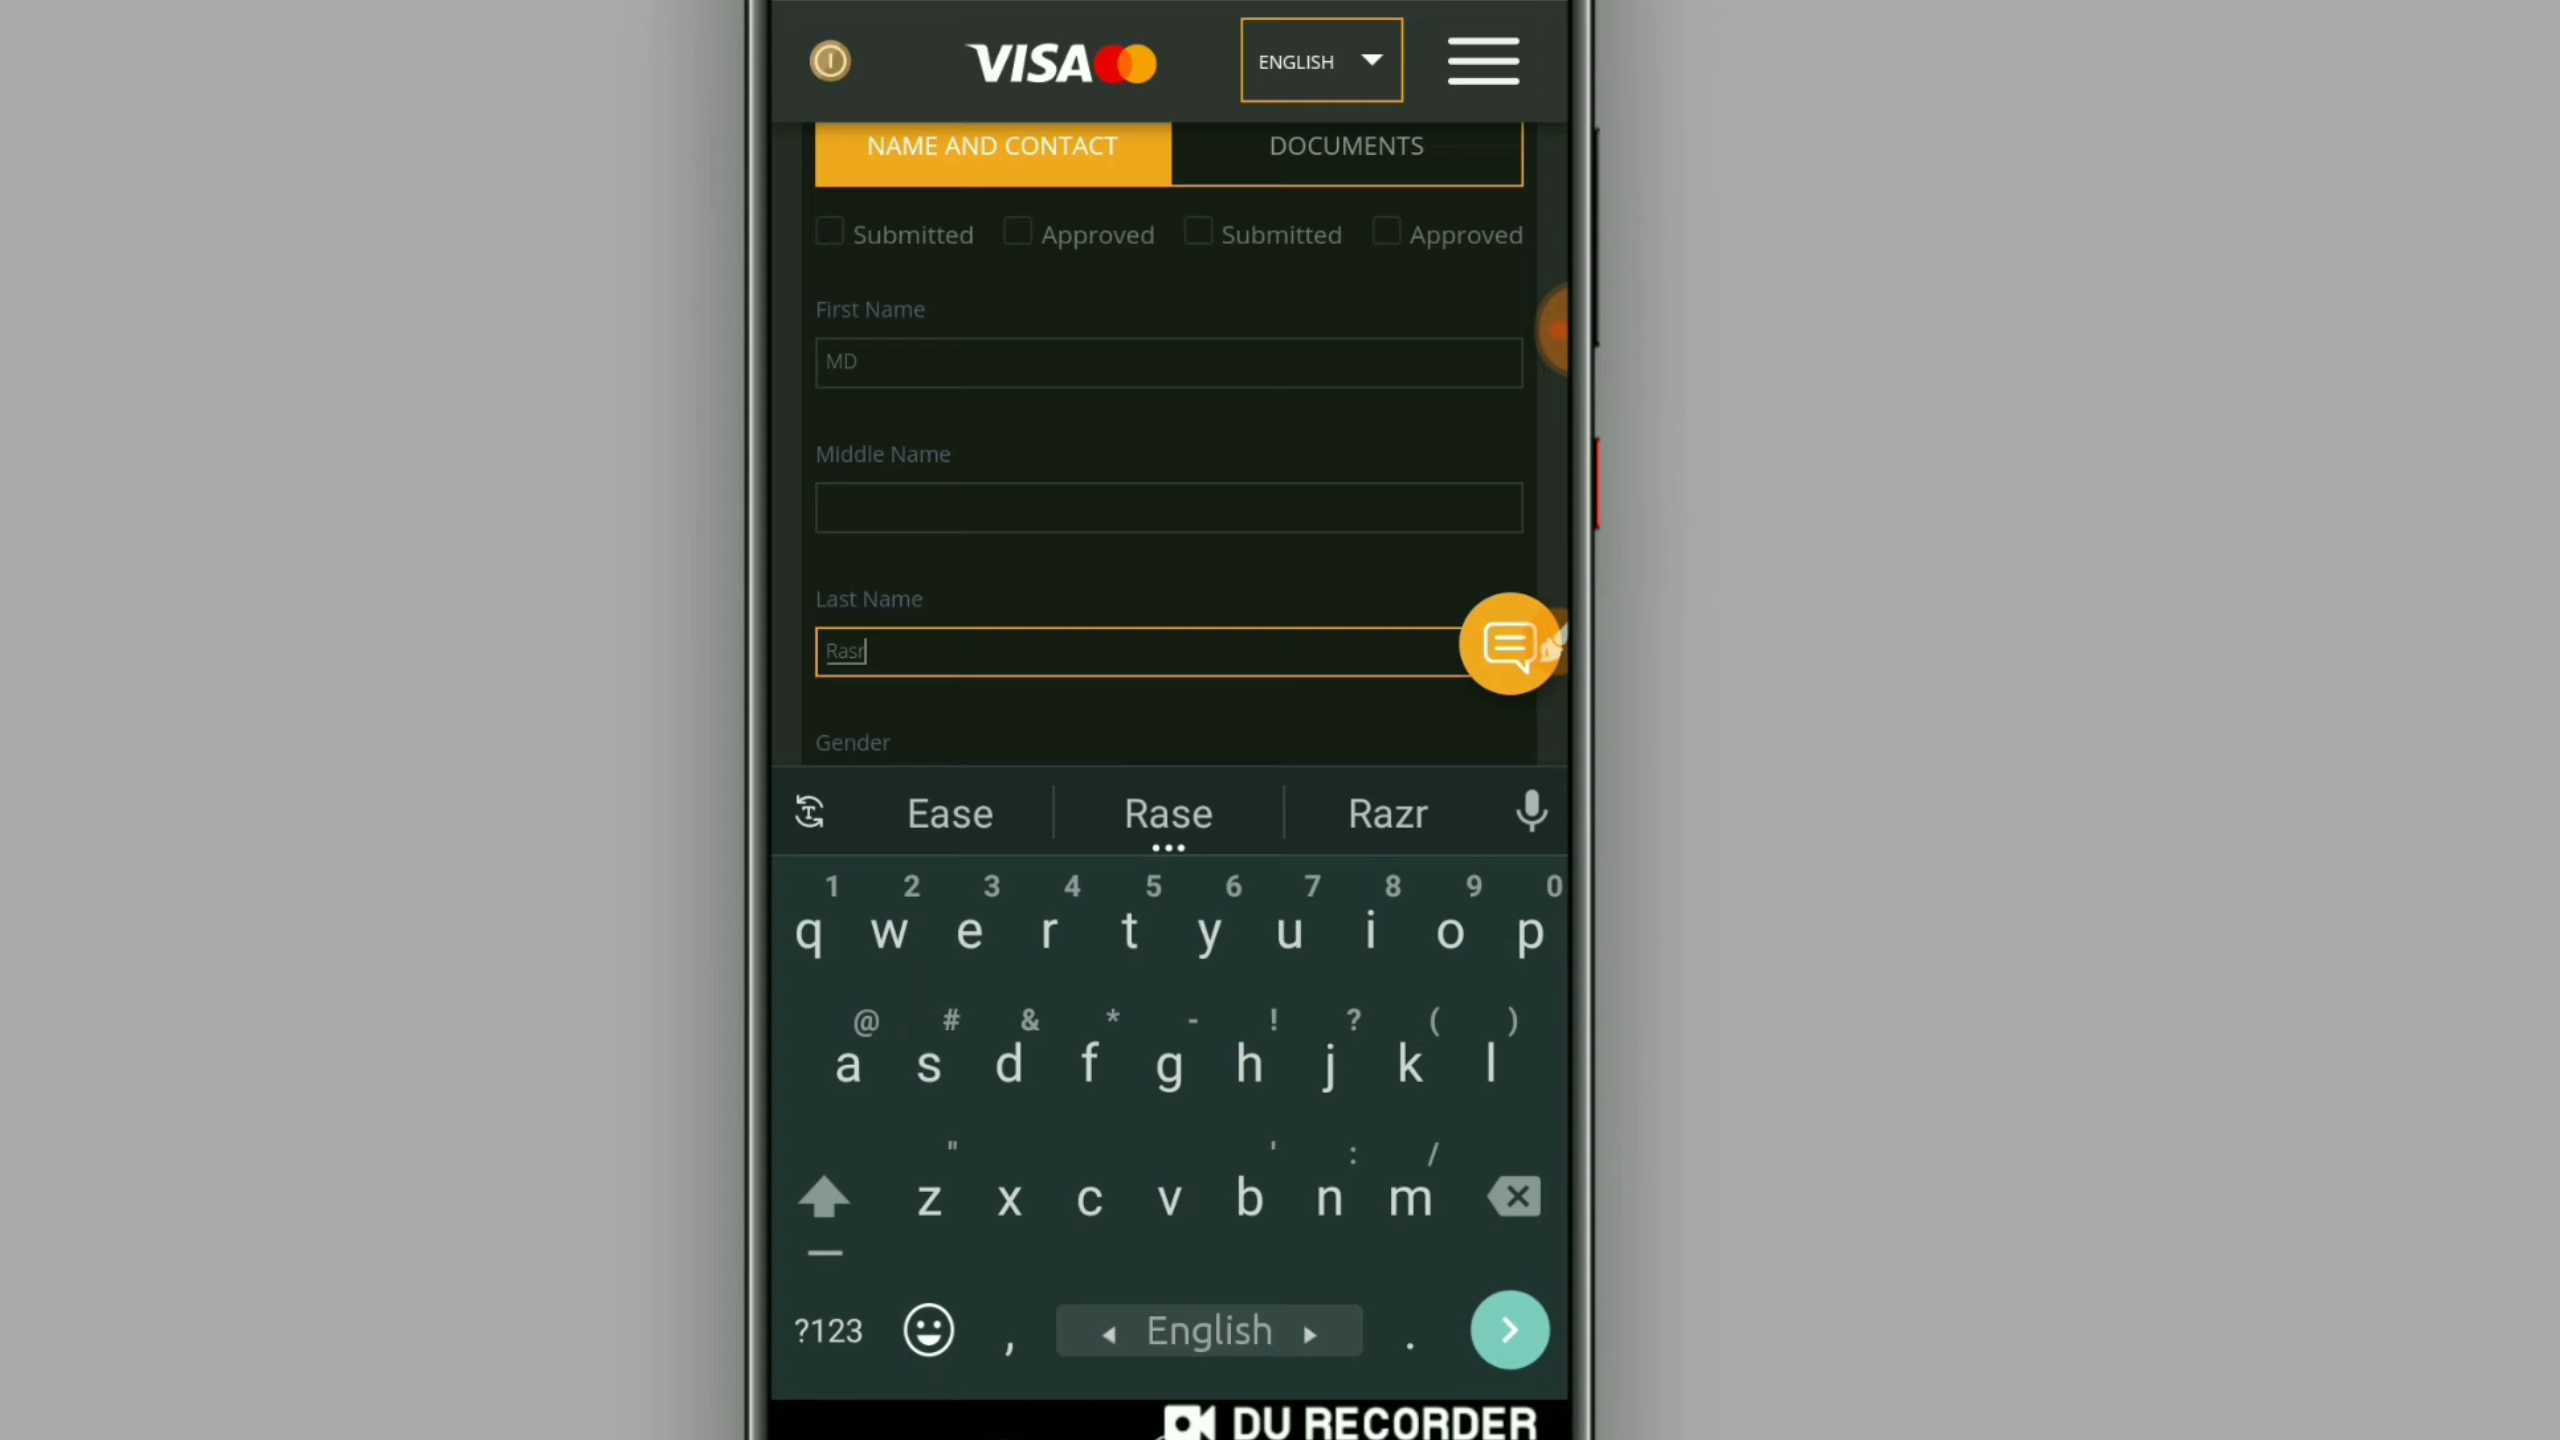 VISA
ENGLISH
NAME AND CONTACT DOCUMENTS
Submitted Approved Submitted Approved
First Name
MD
Middle Name
Last Name
Rasr
Gender
Ease Rase Razr
1 2 3 4 5 6 7 8 9 0
q w e r t y u i o p
@ # & * - ! ? ( )
a s d f g h j k l
" ' : /
z x c v b n m
?123 , English .
DU RECORDER